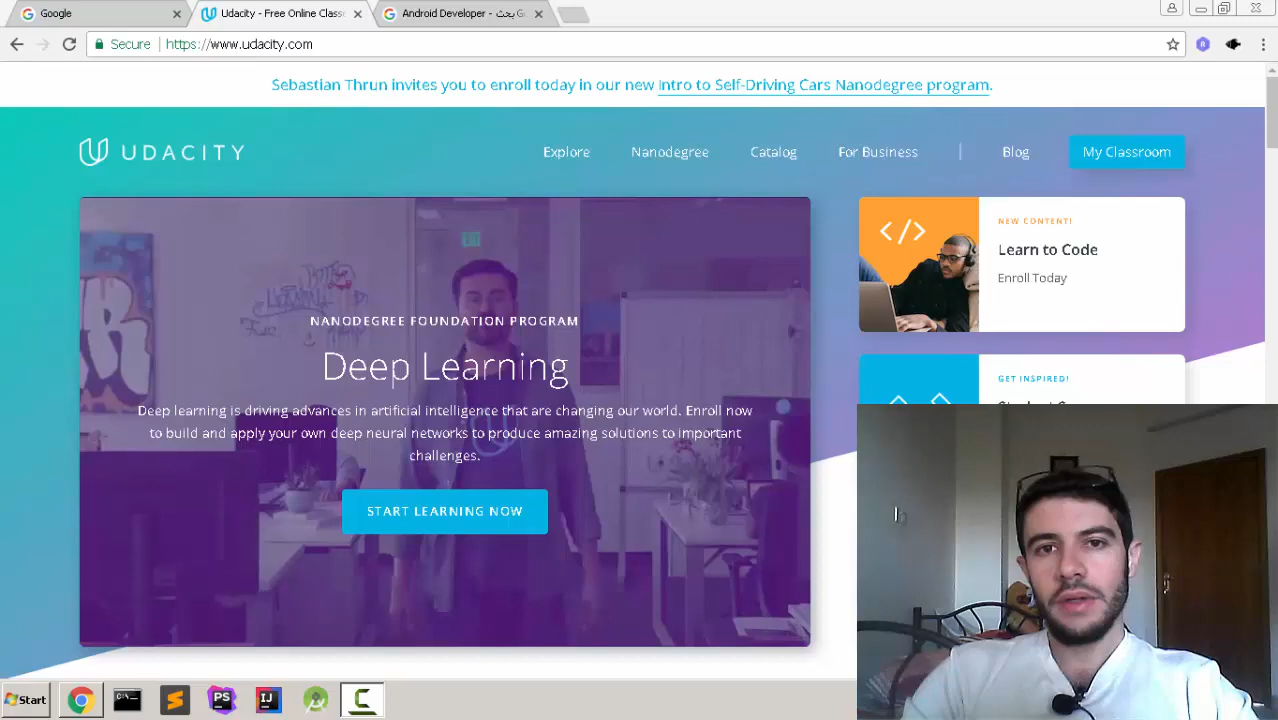 Google
Udacity - Free Online Classe
Android Developer - بحث G
Secure
https://www.udacity.com
Sebastian Thrun invites you to enroll today in our new Intro to Self-Driving Cars Nanodegree program.
UDACITY
Explore
Nanodegree
Catalog
For Business
Blog
My Classroom
EXIT
NANODEGREE FOUNDATION PROGRAM
Deep Learning
Deep learning is driving advances in artificial intelligence that are changing our world. Enroll now
to build and apply your own deep neural networks to produce amazing solutions to important
challenges.
START LEARNING NOW
</>
NEW CONTENT!
Learn to Code
Enroll Today
GET INSPIRED!
Start
PS
IJ
C